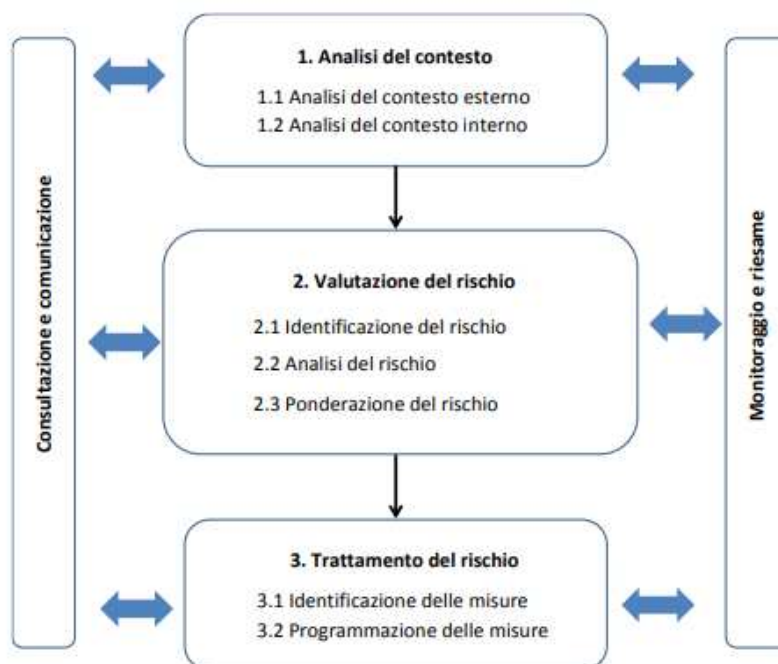 Consultazione e comunicazione
1. Analisi del contesto
1.1 Analisi del contesto esterno
1.2 Analisi del contesto interno
2. Valutazione del rischio
2.1 Identificazione del rischio
2.2 Analisi del rischio
2.3 Ponderazione del rischio
3. Trattamento del rischio
3.1 Identificazione delle misure
3.2 Programmazione delle misure
Monitoraggio e riesame